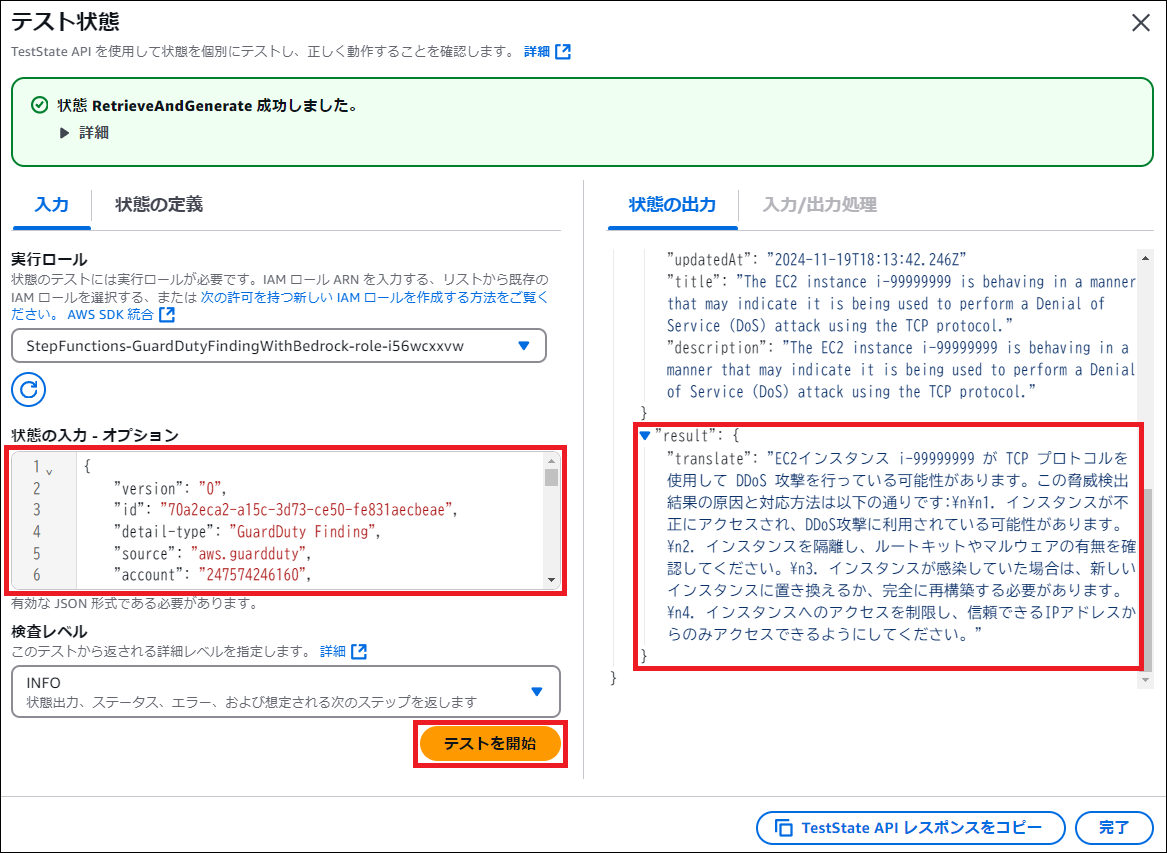 テスト状態
TestState API を使用して状態を個別にテストし、正しく動作することを確認します。 詳細
状態 RetrieveAndGenerate 成功しました。
▶ 詳細
入力
状態の定義
実行ロール
状態のテストには実行ロールが必要です。IAM ロール ARN を入力する、リストから既存の
IAM ロールを選択する、または 次の許可を持つ新しい IAM ロールを作成する方法をご覧く
ださい。 AWS SDK 統合
StepFunctions-GuardDutyFindingWithBedrock-role-i56wcxxvw
状態の入力 - オプション
1 {
2 "version": "0",
3 "id": "70a2eca2-a15c-3d73-ce50-fe831aecbeae",
4 "detail-type": "GuardDuty Finding",
5 "source": "aws.guardduty",
6 "account": "247574246160",
有効な JSON 形式である必要があります。
検査レベル
このテストから返される詳細レベルを指定します。 詳細
INFO
状態出力、ステータス、エラー、および想定される次のステップを返します
テストを開始
状態の出力
入力/出力処理
"updatedAt": "2024-11-19T18:13:42.246Z"
"title": "The EC2 instance i-99999999 is behaving in a manner
that may indicate it is being used to perform a Denial of
Service (DoS) attack using the TCP protocol."
"description": "The EC2 instance i-99999999 is behaving in a
manner that may indicate it is being used to perform a Denial
of Service (DoS) attack using the TCP protocol."
}
▼ "result": {
"translate": "EC2インスタンス i-99999999 が TCP プロトコルを
使用して DDoS 攻撃を行っている可能性があります。この脅威検出
結果の原因と対応方法は以下の通りです:¥n¥n1. インスタンスが不
正にアクセスされ、DDoS攻撃に利用されている可能性があります。
¥n2. インスタンスを隔離し、ルートキットやマルウェアの有無を確
認してください。¥n3. インスタンスが感染していた場合は、新しい
インスタンスに置き換えるか、完全に再構築する必要があります。
¥n4. インスタンスへのアクセスを制限し、信頼できるIPアドレスか
らのみアクセスできるようにしてください。"
}
}
TestState API レスポンスをコピー
完了